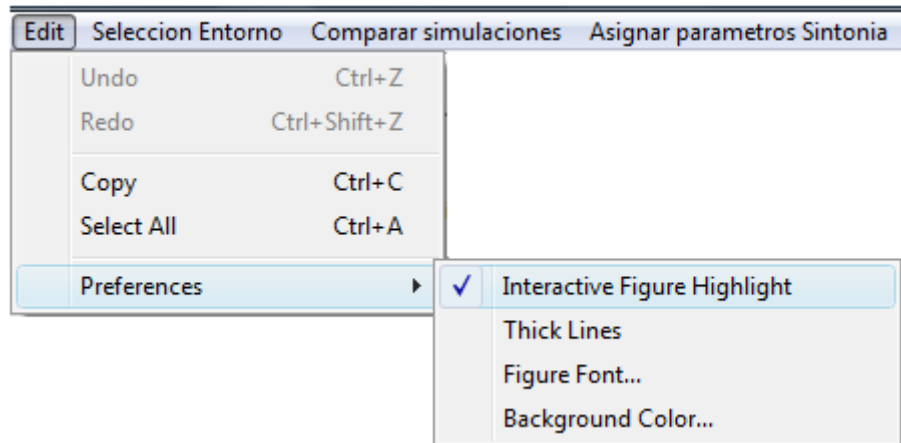 Edit Seleccion Entorno Comparar simulaciones Asignar parametros Sintonia
Undo Ctrl+Z
Redo Ctrl+Shift+Z
Copy Ctrl+C
Select All Ctrl+A
Preferences
Interactive Figure Highlight
Thick Lines
Figure Font...
Background Color...